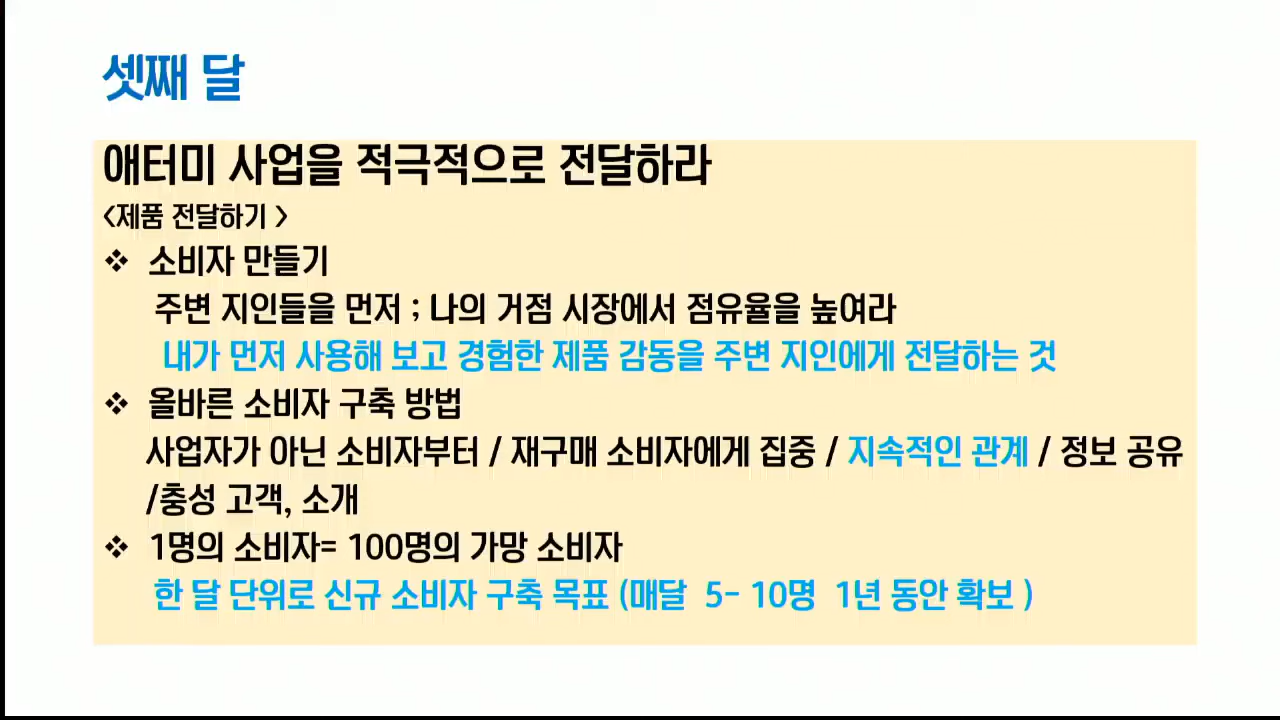 셋째 달
애터미 사업을 적극적으로 전달하라
<제품 전달하기 >
❖ 소비자 만들기
주변 지인들을 먼저 ; 나의 거점 시장에서 점유율을 높여라
내가 먼저 사용해 보고 경험한 제품 감동을 주변 지인에게 전달하는 것
❖ 올바른 소비자 구축 방법
사업자가 아닌 소비자부터 / 재구매 소비자에게 집중 / 지속적인 관계 / 정보 공유
/충성 고객, 소개
❖ 1명의 소비자= 100명의 가망 소비자
한 달 단위로 신규 소비자 구축 목표 (매달 5- 10명 1년 동안 확보 )